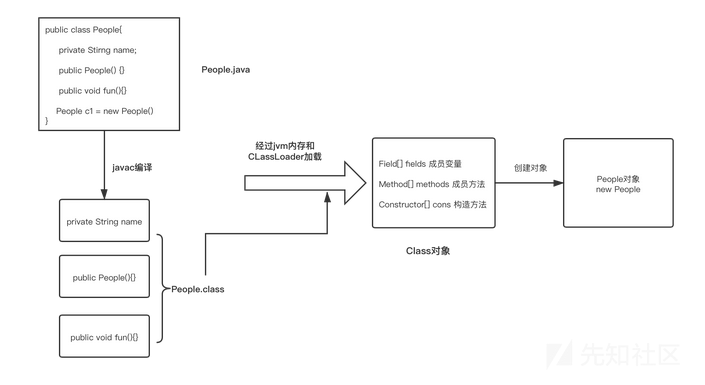 public class People{
private Stirng name;
public People() {}
public void fun(){}
People c1 = new People()
}
People.java
javac编译
private String name
public People(){}
public void fun(){}
People.class
经过jvm内存和
CLassLoader加载
Field[] fields 成员变量
Method[] methods 成员方法
Constructor[] cons 构造方法
Class对象
创建对象
People对象
new People
先知社区